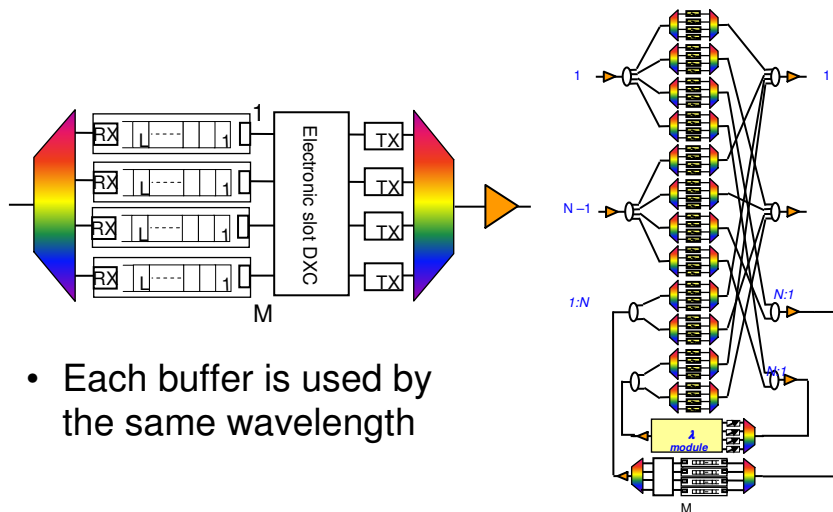 1
RX L 1
RX L 1
RX L 1
RX L 1
Electronic slot DXC
TX
TX
TX
TX
M
• Each buffer is used by
the same wavelength
1
1
N –1
1:N
N:1
N:1
λ
module
M